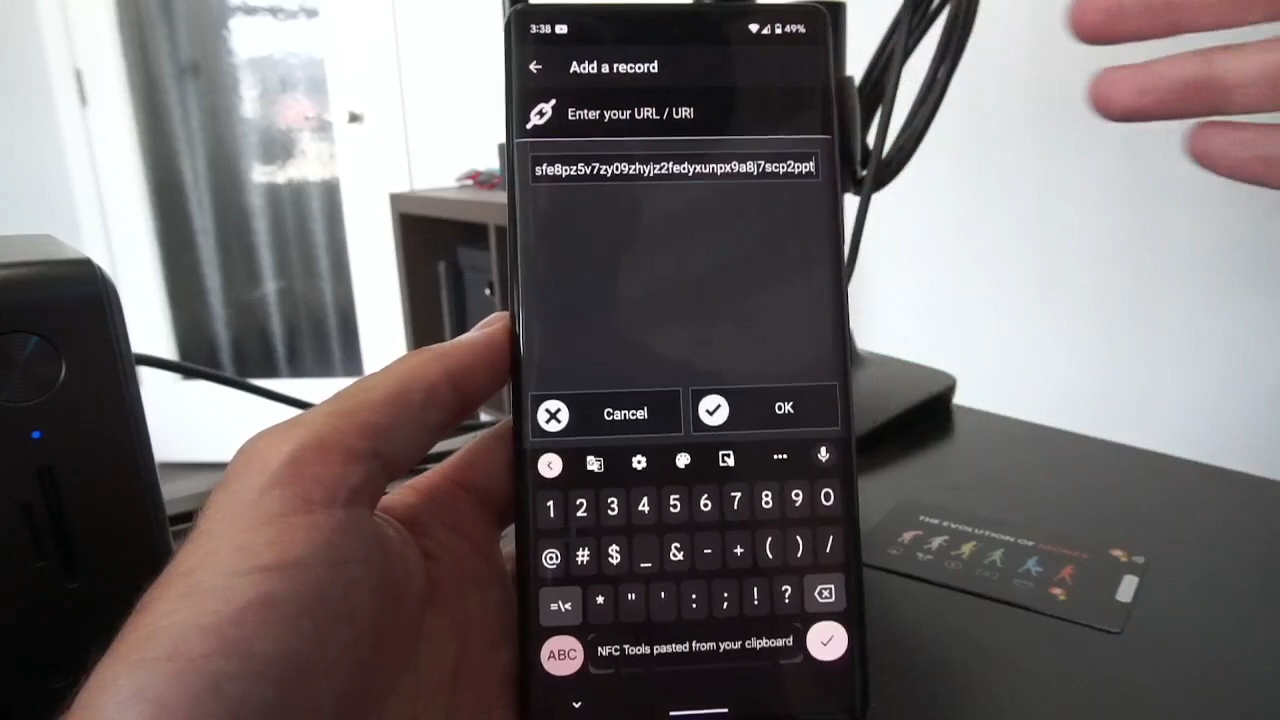 3:38 49%
Add a record
Enter your URL / URI
sfe8pz5v7zy09zhyjz2fedyxunpx9a8j7scp2ppt
Cancel OK
1 2 3 4 5 6 7 8 9 0
@ # $ _ & - + ( ) /
=\< * " ' : ; ! ?
ABC NFC Tools pasted from your clipboard
THE EVOLUTION OF MONEY